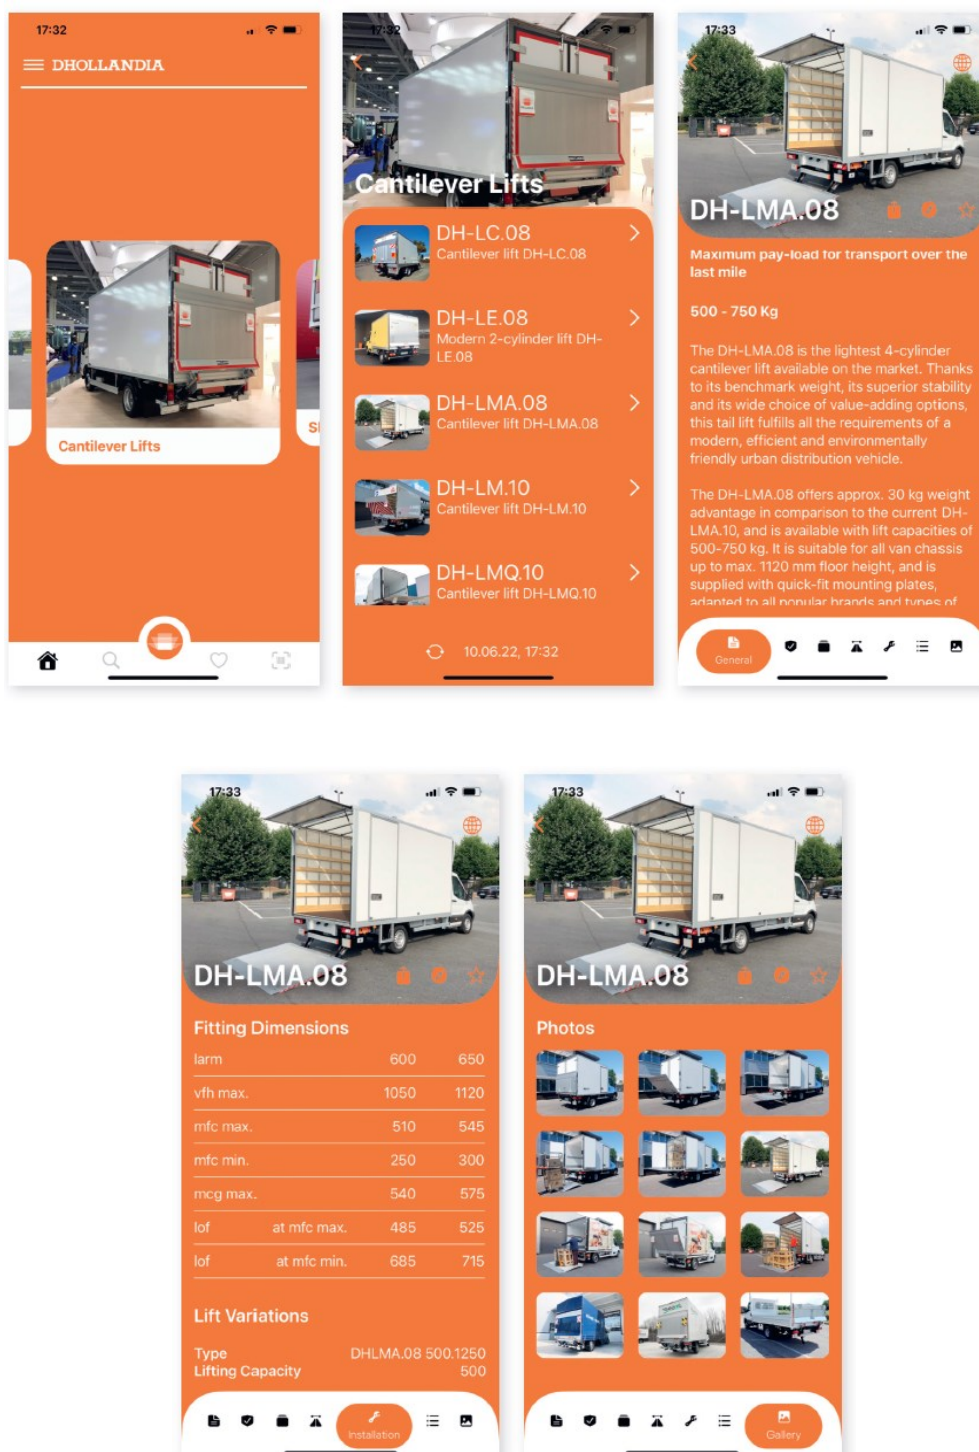 17:32
DHOLLANDIA
Cantilever Lifts
17:32
Cantilever Lifts
DH-LC.08
Cantilever lift DH-LC.08
DH-LE.08
Modern 2-cylinder lift DH-
LE.08
DH-LMA.08
Cantilever lift DH-LMA.08
DH-LM.10
Cantilever lift DH-LM.10
DH-LMQ.10
Cantilever lift DH-LMQ.10
10.06.22, 17:32
17:33
DH-LMA.08
Maximum pay-load for transport over the
last mile
500 - 750 Kg
The DH-LMA.08 is the lightest 4-cylinder
cantilever lift available on the market. Thanks
to its benchmark weight, its superior stability
and its wide choice of value-adding options,
this tail lift fulfills all the requirements of a
modern, efficient and environmentally
friendly urban distribution vehicle.
The DH-LMA.08 offers approx. 30 kg weight
advantage in comparison to the current DH-
LMA.10, and is available with lift capacities of
500-750 kg. It is suitable for all van chassis
up to max. 1120 mm floor height, and is
supplied with quick-fit mounting plates,
adapted to all popular brands and types of
General
17:33
DH-LMA.08
Fitting Dimensions
larm 600 650
vfh max. 1050 1120
mfc max. 510 545
mfc min. 250 300
mcg max. 540 575
lof at mfc max. 485 525
lof at mfc min. 685 715
Lift Variations
Type DHLMA.08 500.1250
Lifting Capacity 500
Installation
17:33
DH-LMA.08
Photos
Gallery